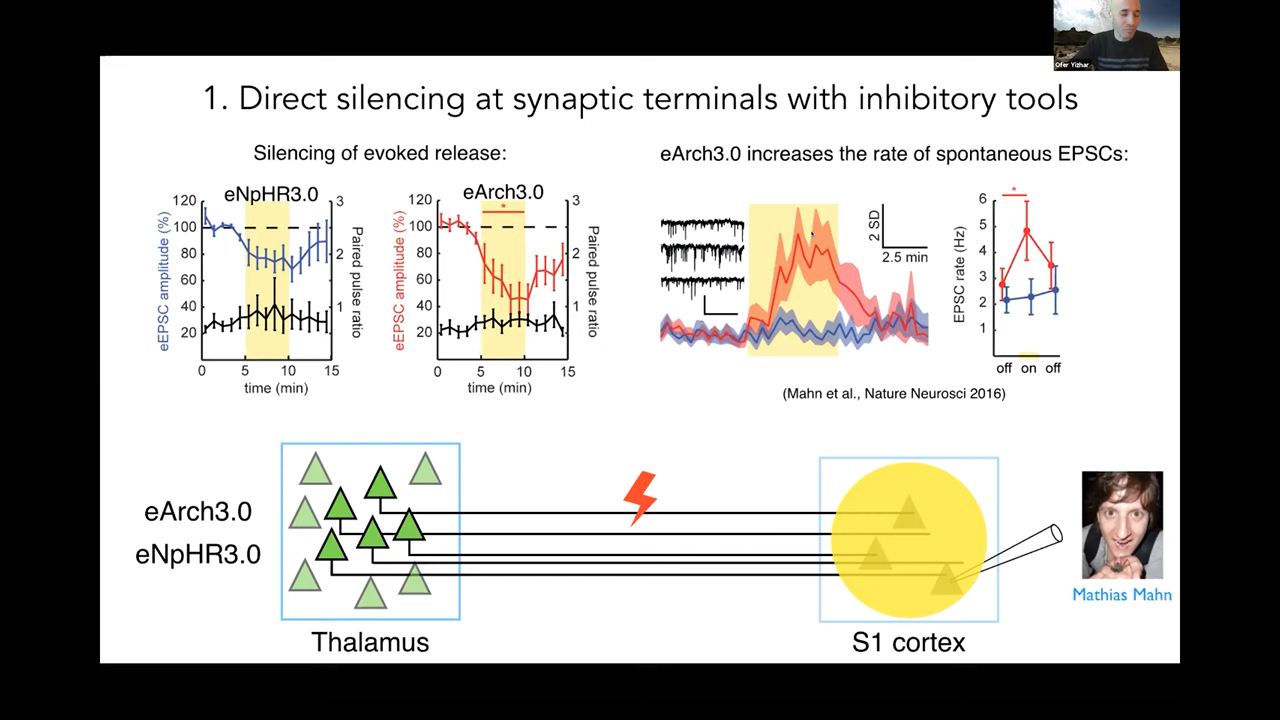 Ofer Yizhar
1. Direct silencing at synaptic terminals with inhibitory tools
Silencing of evoked release:
eArch3.0 increases the rate of spontaneous EPSCs:
eNpHR3.0
eArch3.0
eEPSC amplitude (%)
120
100
80
60
40
20
3
2
1
Paired pulse ratio
0
5
10
15
time (min)
eEPSC amplitude (%)
120
100
80
60
40
20
*
3
2
1
Paired pulse ratio
0
5
10
15
time (min)
2 SD
2.5 min
EPSC rate (Hz)
6
5
4
3
2
1
*
off
on
off
(Mahn et al., Nature Neurosci 2016)
eArch3.0
eNpHR3.0
Thalamus
S1 cortex
Mathias Mahn